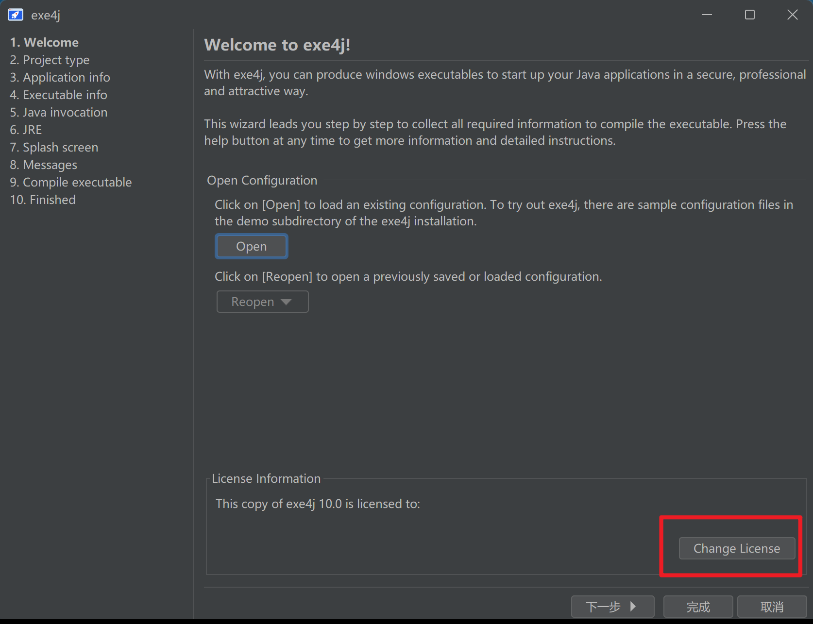 exe4j
1. Welcome
2. Project type
3. Application info
4. Executable info
5. Java invocation
6. JRE
7. Splash screen
8. Messages
9. Compile executable
10. Finished
Welcome to exe4j!
With exe4j, you can produce windows executables to start up your Java applications in a secure, professional
and attractive way.
This wizard leads you step by step to collect all required information to compile the executable. Press the
help button at any time to get more information and detailed instructions.
Open Configuration
Click on [Open] to load an existing configuration. To try out exe4j, there are sample configuration files in
the demo subdirectory of the exe4j installation.
Open
Click on [Reopen] to open a previously saved or loaded configuration.
Reopen
License Information
This copy of exe4j 10.0 is licensed to:
Change License
下一步
完成
取消